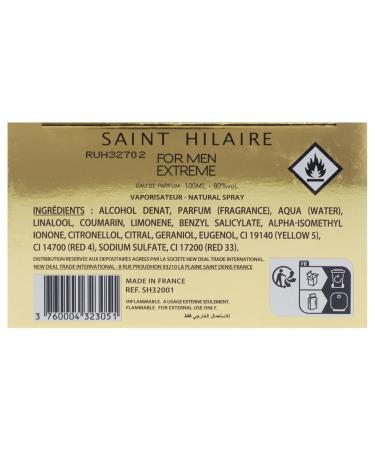 SAINT HILAIRE
RUH32702
FOR MEN
EXTREME
EAU DE PARFUM 100ML - 80%VOL
VAPORISATEUR - NATURAL SPRAY
INGRÉDIENTS : ALCOHOL DENAT, PARFUM (FRAGRANCE), AQUA (WATER),
LINALOOL, COUMARIN, LIMONENE, BENZYL SALICYLATE, ALPHA-ISOMETHYL
IONONE, CITRONELLOL, CITRAL, GERANIOL, EUGENOL, CI 19140 (YELLOW 5),
CI 14700 (RED 4), SODIUM SULFATE, CI 17200 (RED 33).
DISTRIBUTION RESERVEE AUX DEPOSITAIRES AGREES PAR LA SOCIETE NEW DEAL TRADE INTERNATIONAL.
NEW DEAL TRADE INTERNATIONAL - 8 RUE PROUDHON 93210 LA PLAINE SAINT DENIS FRANCE
FR
MADE IN FRANCE
REF. SH32001
INFLAMMABLE. A USAGE EXTERNE SEULEMENT.
FLAMMABLE. FOR EXTERNAL USE ONLY.
للاستعمال الخارجي فقط
3 760004 323051